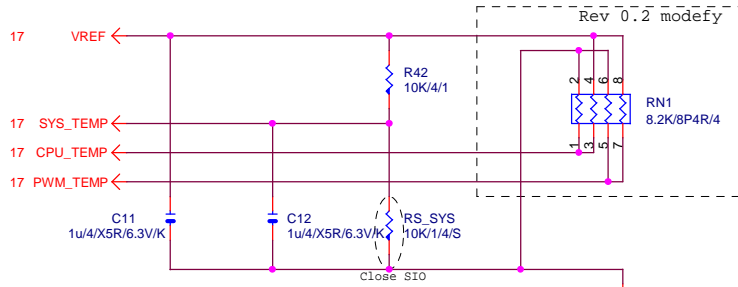 Rev 0.2 modefy
17 VREF
R42
10K/4/1
2
4
6
8
RN1
8.2K/8P4R/4
1
3
5
7
17 SYS_TEMP
17 CPU_TEMP
17 PWM_TEMP
C11
1u/4/X5R/6.3V/K
C12
1u/4/X5R/6.3V/K
RS_SYS
10K/1/4/S
Close SIO